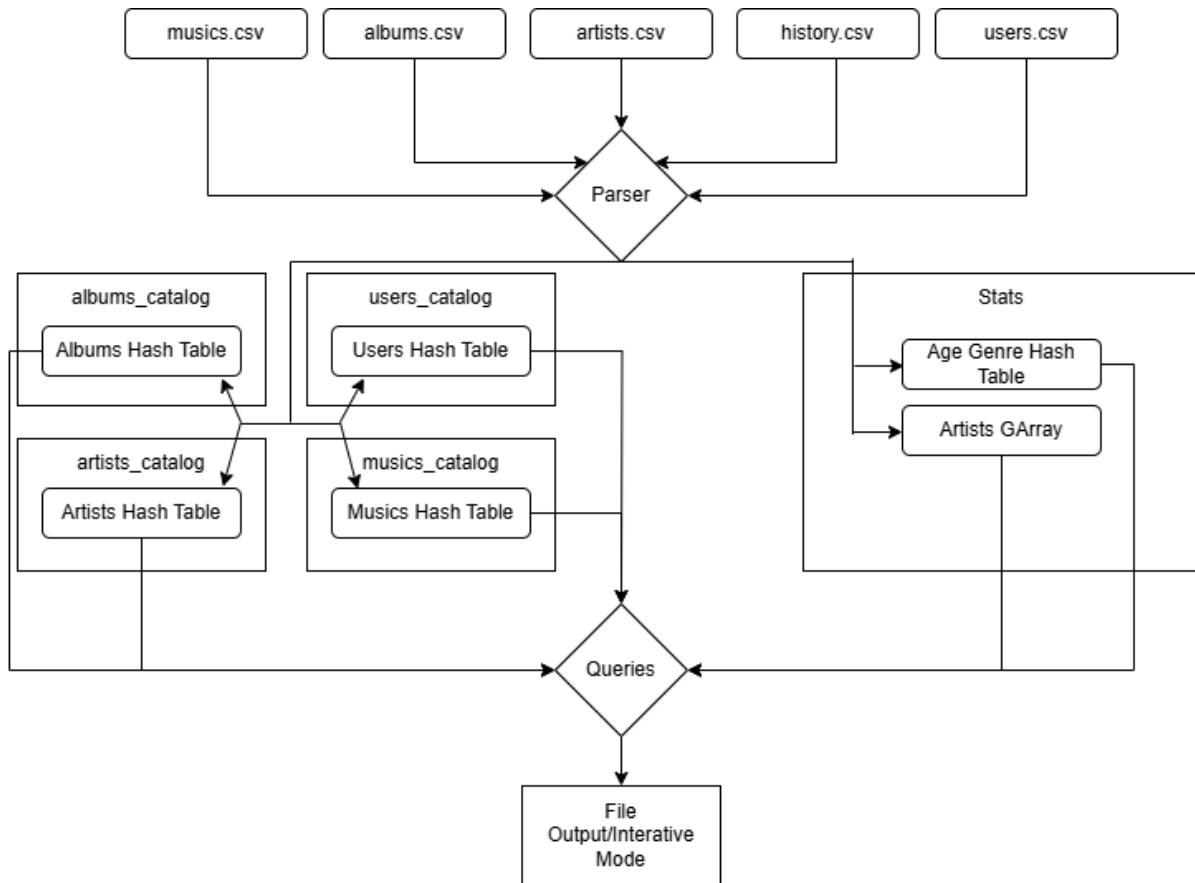 musics.csv
albums.csv
artists.csv
history.csv
users.csv
Parser
albums_catalog
users_catalog
Stats
Albums Hash Table
Users Hash Table
Age Genre Hash
Table
Artists GArray
artists_catalog
musics_catalog
Artists Hash Table
Musics Hash Table
Queries
File
Output/Interative
Mode